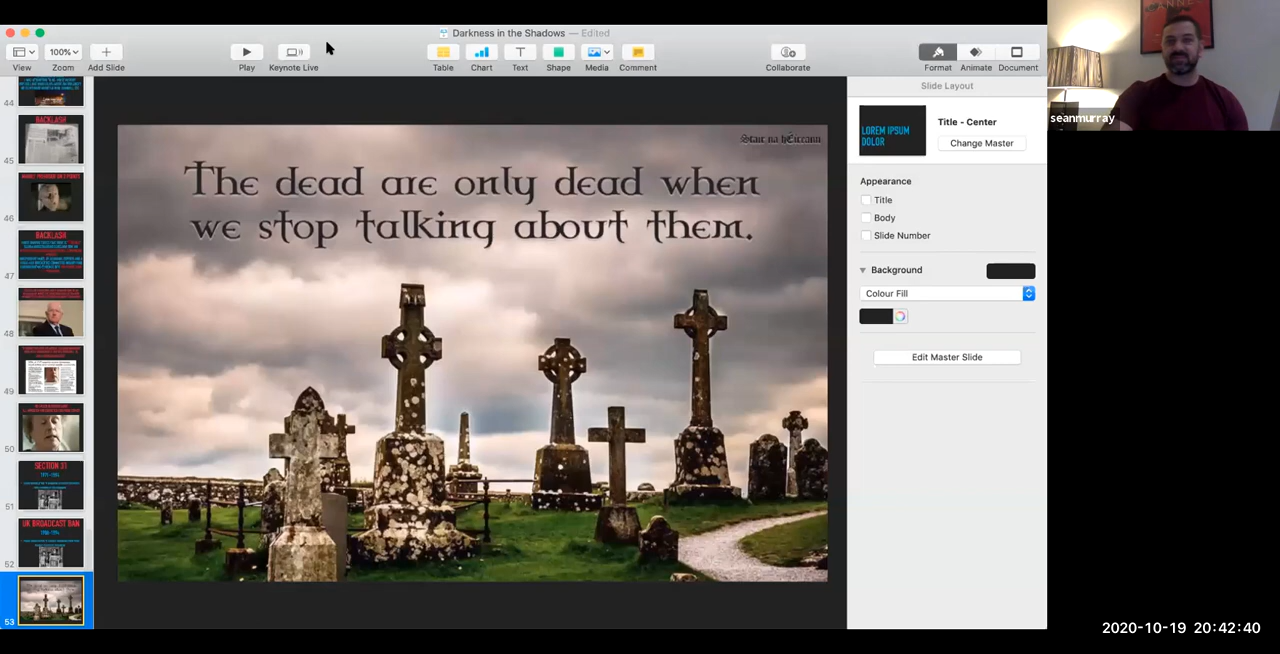 Darkness in the Shadows — Edited
View
100%
Zoom
Add Slide
Play
Keynote Live
Table
Chart
Text
Shape
Media
Comment
Collaborate
Format
Animate
Document
44
BACKLASH
45
46
BACKLASH
47
48
49
50
SECTION 31
51
UK BROADCAST BAN
52
53
Stair na hÉireann
The dead are only dead when
we stop talking about them.
Slide Layout
LOREM IPSUM
DOLOR
Title - Center
Change Master
Appearance
Title
Body
Slide Number
Background
Colour Fill
Edit Master Slide
seanmurray
2020-10-19 20:42:40